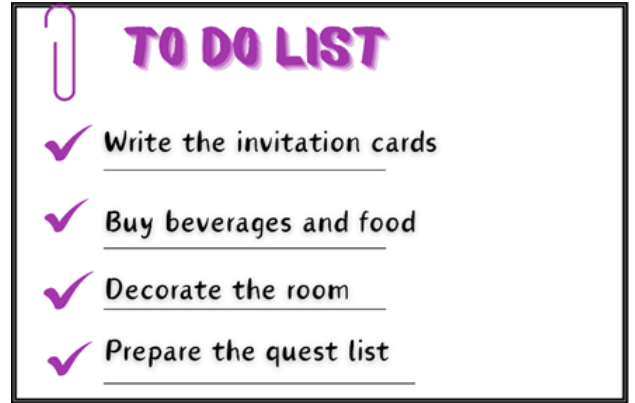 TO DO LIST
Write the invitation cards
Buy beverages and food
Decorate the room
Prepare the quest list